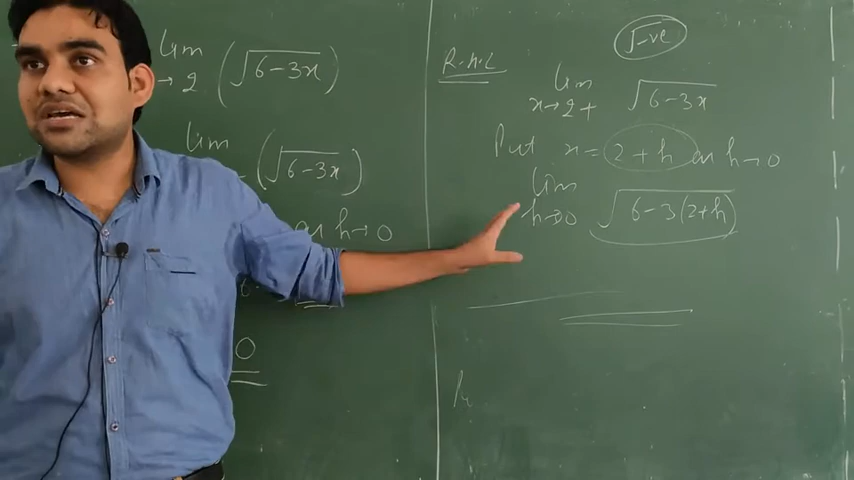 lim
→ 2 (√6-3x)
lim
(√6-3x)
as h→0
0
√-ve
R.H.L
lim
x→2+ √6-3x
Put x = 2+h as h→0
lim
h→0 √6-3(2+h)